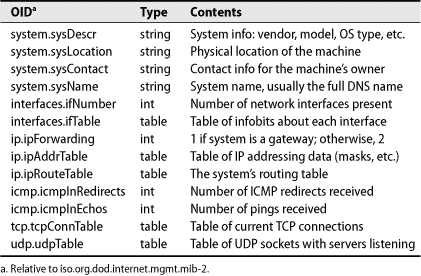 OIDa Type Contents
system.sysDescr string System info: vendor, model, OS type, etc.
system.sysLocation string Physical location of the machine
system.sysContact string Contact info for the machine’s owner
system.sysName string System name, usually the full DNS name
interfaces.ifNumber int Number of network interfaces present
interfaces.ifTable table Table of infobits about each interface
ip.ipForwarding int 1 if system is a gateway; otherwise, 2
ip.ipAddrTable table Table of IP addressing data (masks, etc.)
ip.ipRouteTable table The system’s routing table
icmp.icmpInRedirects int Number of ICMP redirects received
icmp.icmpInEchos int Number of pings received
tcp.tcpConnTable table Table of current TCP connections
udp.udpTable table Table of UDP sockets with servers listening
a. Relative to iso.org.dod.internet.mgmt.mib-2.